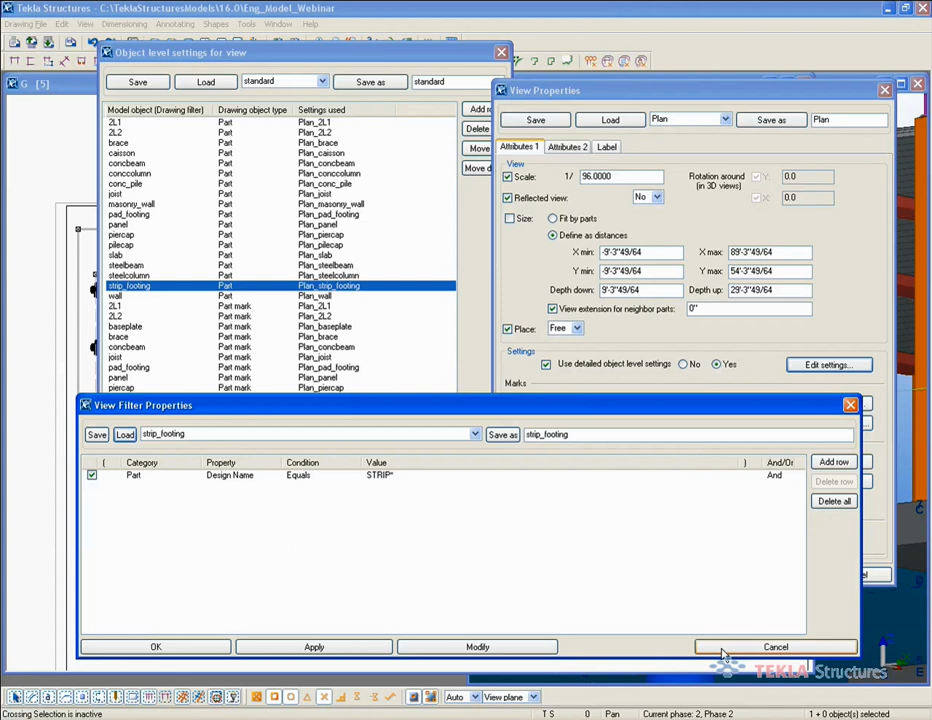 Tekla Structures - C:\TeklaStructuresModels\16.0\Eng_Model_Webinar
Drawing File Edit View Dimensioning Annotating Shapes Tools Window Help
G [5]
Object level settings for view
Save Load standard Save as standard
Model object (Drawing filter) Drawing object type Settings used
Add ro
Delete
Move
Move d
2L1 Part Plan_2L1
2L2 Part Plan_2L2
brace Part Plan_brace
caisson Part Plan_caisson
concbeam Part Plan_concbeam
conccolumn Part Plan_conccolumn
conc_pile Part Plan_conc_pile
joist Part Plan_joist
masonry_wall Part Plan_masonry_wall
pad_footing Part Plan_pad_footing
panel Part Plan_panel
piercap Part Plan_piercap
pilecap Part Plan_pilecap
slab Part Plan_slab
steelbeam Part Plan_steelbeam
steelcolumn Part Plan_steelcolumn
strip_footing Part Plan_strip_footing
wall Part Plan_wall
2L1 Part mark Plan_2L1
2L2 Part mark Plan_2L2
baseplate Part mark Plan_baseplate
brace Part mark Plan_brace
concbeam Part mark Plan_concbeam
joist Part mark Plan_joist
pad_footing Part mark Plan_pad_footing
panel Part mark Plan_panel
piercap Part mark Plan_piercap
View Properties
Save Load Plan Save as Plan
Attributes 1 Attributes 2 Label
View
Scale: 1/ 96.0000 Rotation around (in 3D views) Y: 0.0
Reflected view: No X: 0.0
Size: Fit by parts
Define as distances
X min: -9'-3"49/64 X max: 89'-3"49/64
Y min: -9'-3"49/64 Y max: 54'-3"49/64
Depth down: 9'-3"49/64 Depth up: 29'-3"49/64
View extension for neighbor parts: 0"
Place: Free
Settings
Use detailed object level settings No Yes Edit settings...
Marks
View Filter Properties
Save Load strip_footing Save as strip_footing
( Category Property Condition Value ) And/Or
Part Design Name Equals STRIP* And
Add row
Delete row
Delete all
OK Apply Modify Cancel
TEKLA Structures
Auto View plane
Crossing Selection is inactive T S 0 Pan Current phase: 2, Phase 2 1 + 0 object(s) selected